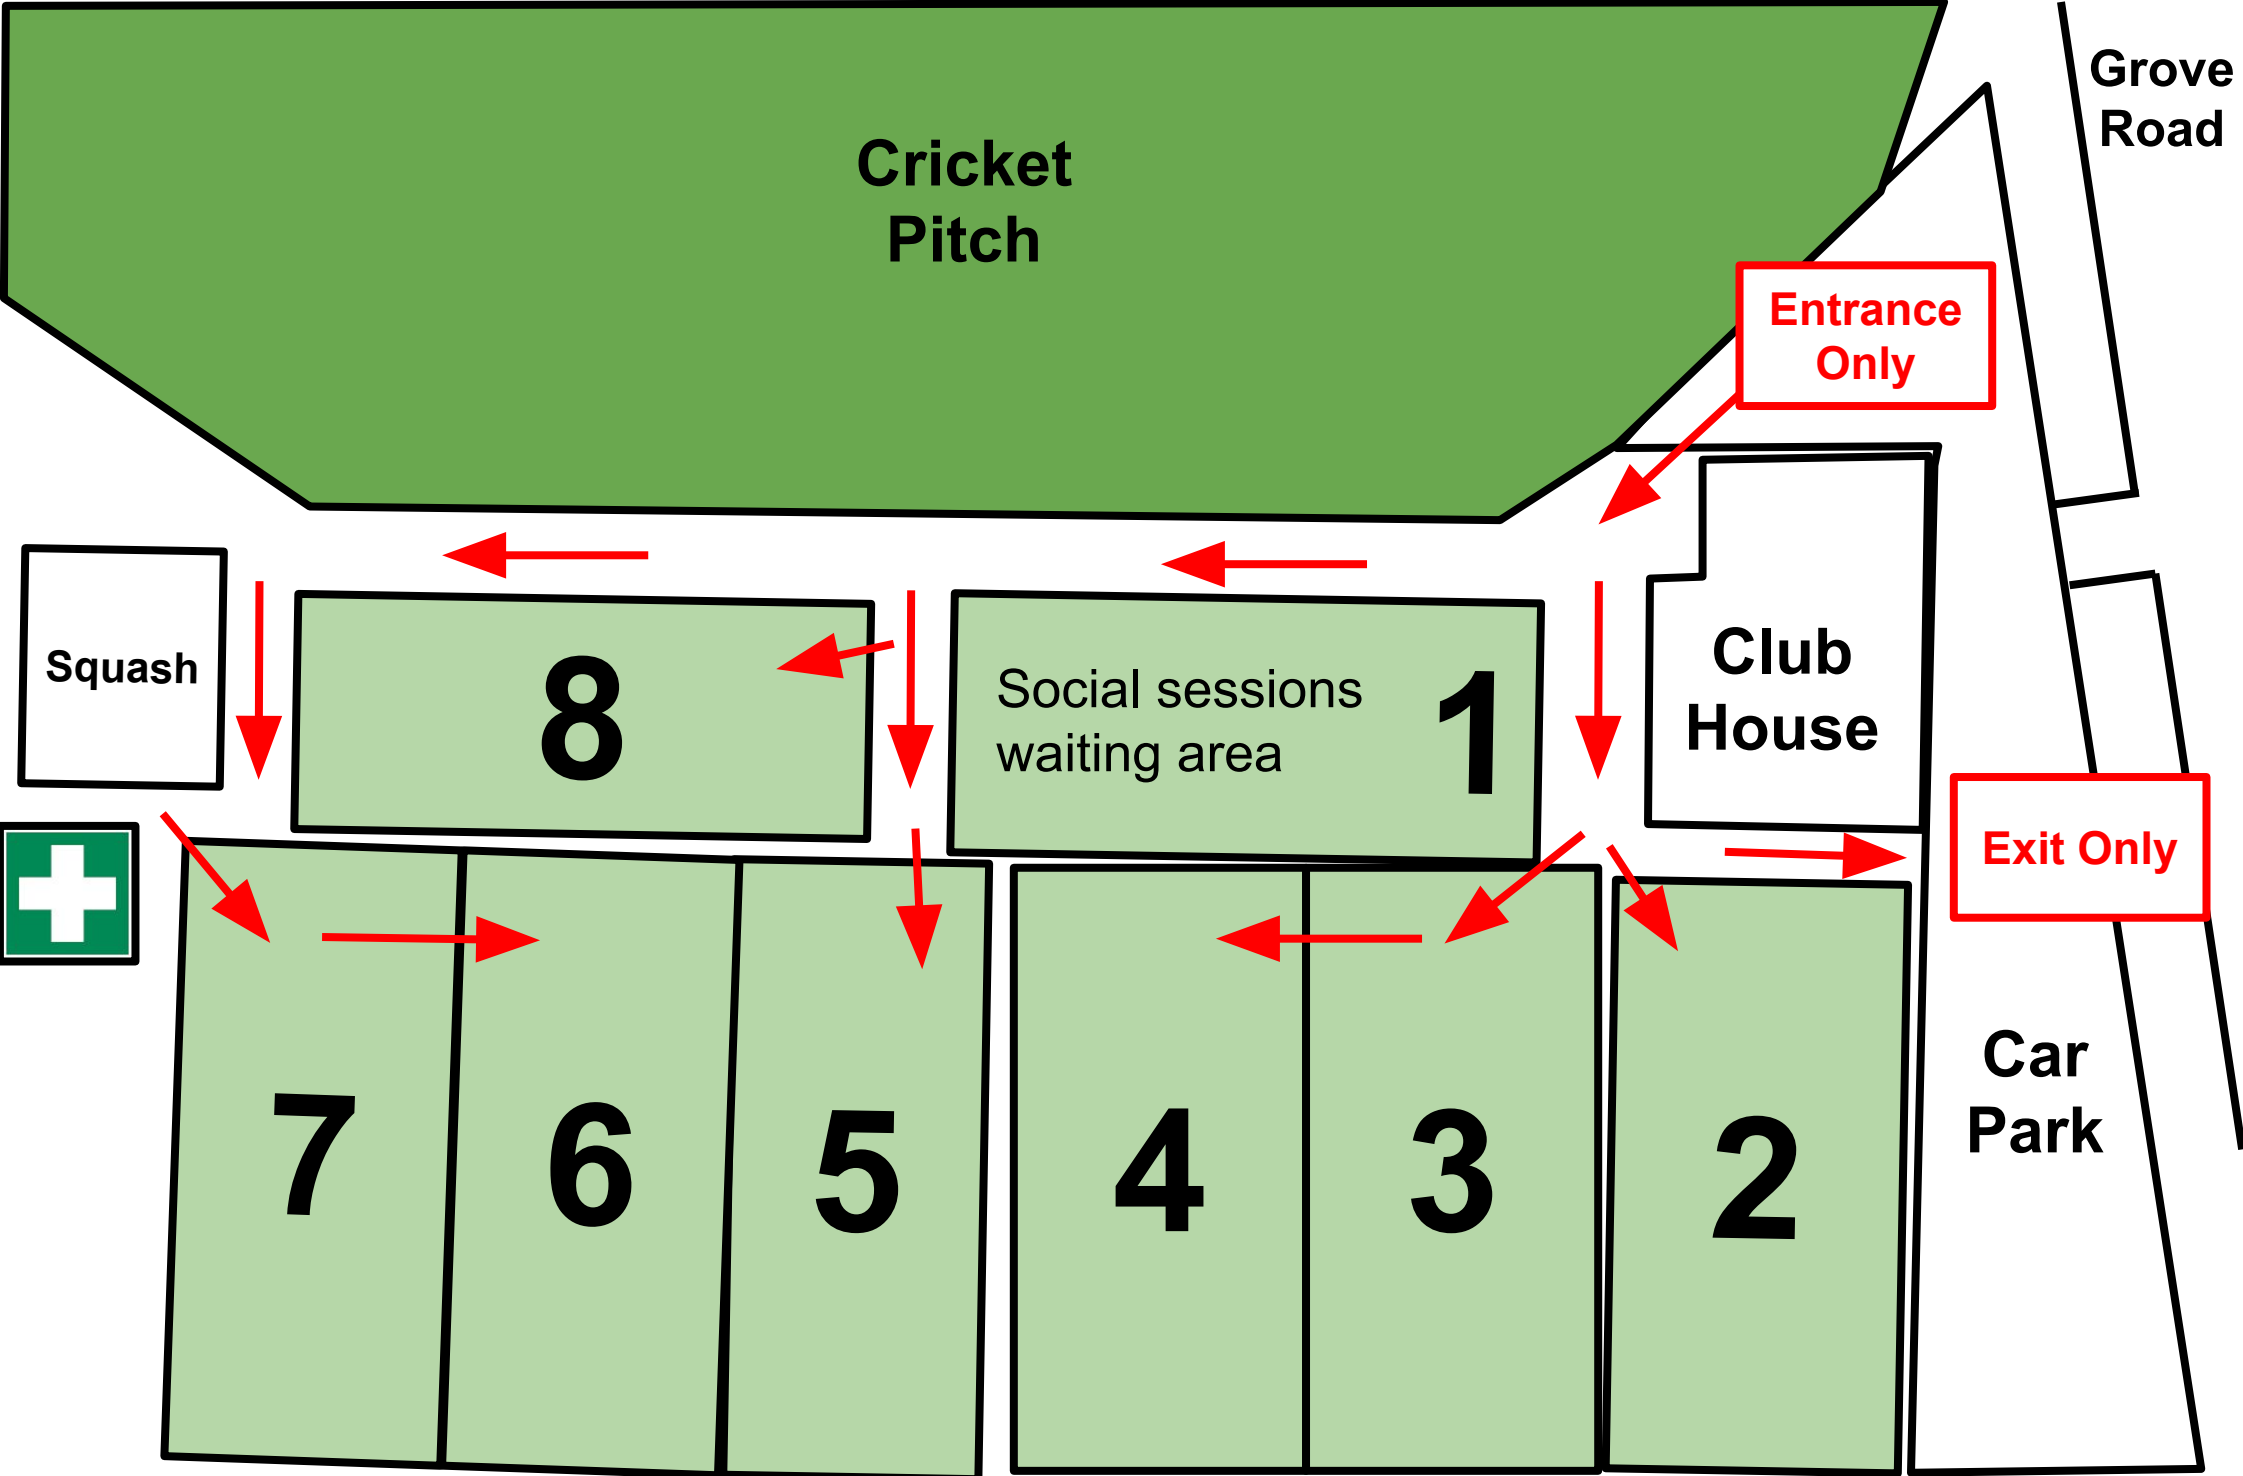 Grove
Road
Cricket
Pitch
Entrance
Only
Squash
8
Social sessions
waiting area
1
Club
House
Exit Only
7
6
5
4
3
2
Car
Park